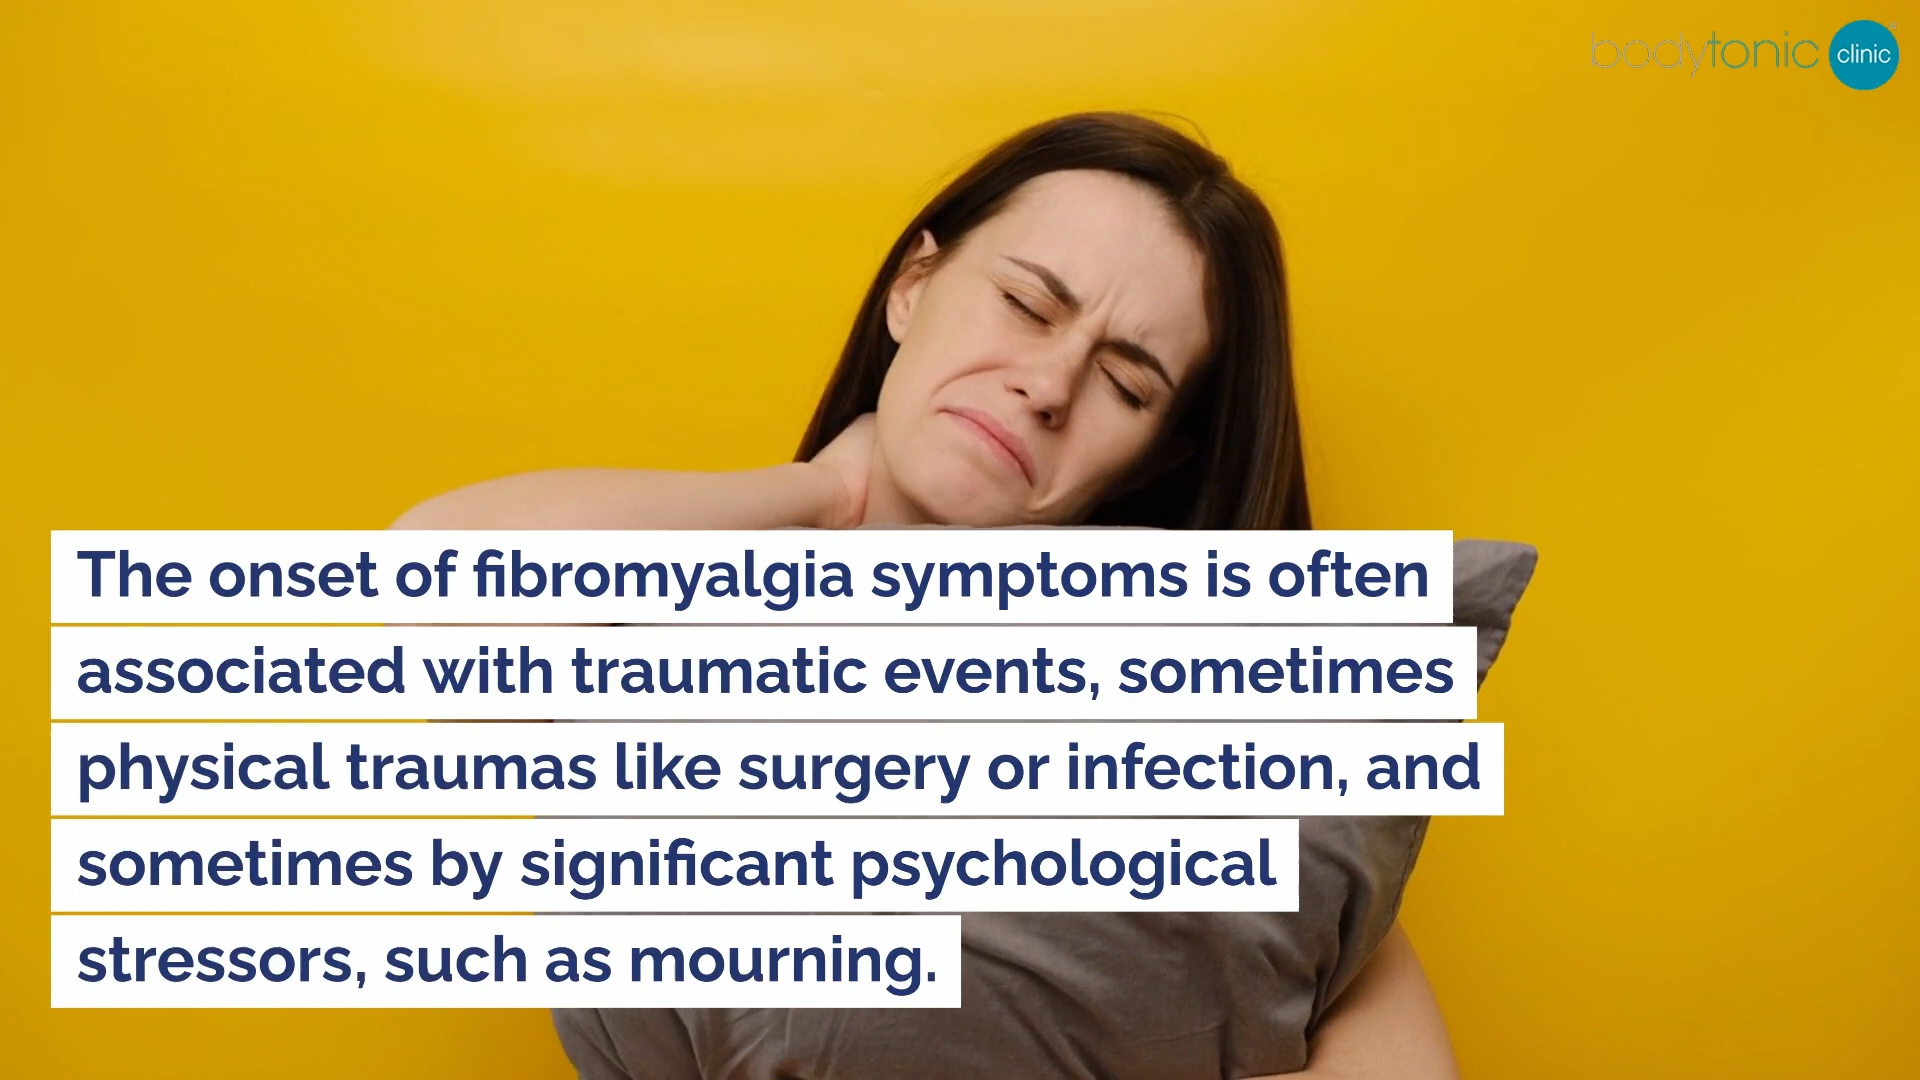 bodytonic clinic
The onset of fibromyalgia symptoms is often
associated with traumatic events, sometimes
physical traumas like surgery or infection, and
sometimes by significant psychological
stressors, such as mourning.